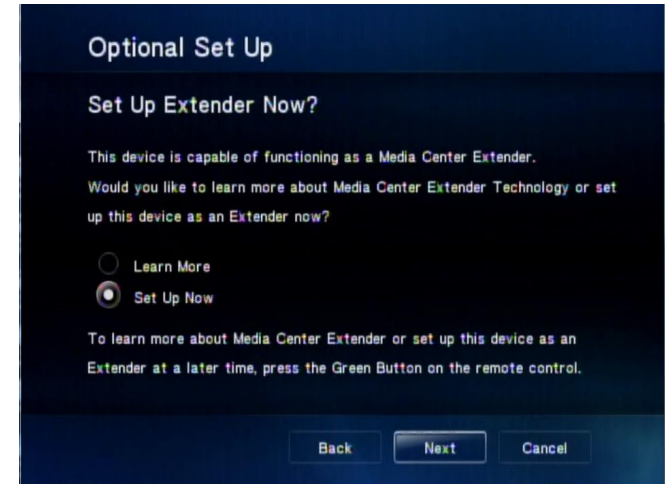 Optional Set Up
Set Up Extender Now?
This device is capable of functioning as a Media Center Extender.
Would you like to learn more about Media Center Extender Technology or set
up this device as an Extender now?
Learn More
Set Up Now
To learn more about Media Center Extender or set up this device as an
Extender at a later time, press the Green Button on the remote control.
Back Next Cancel